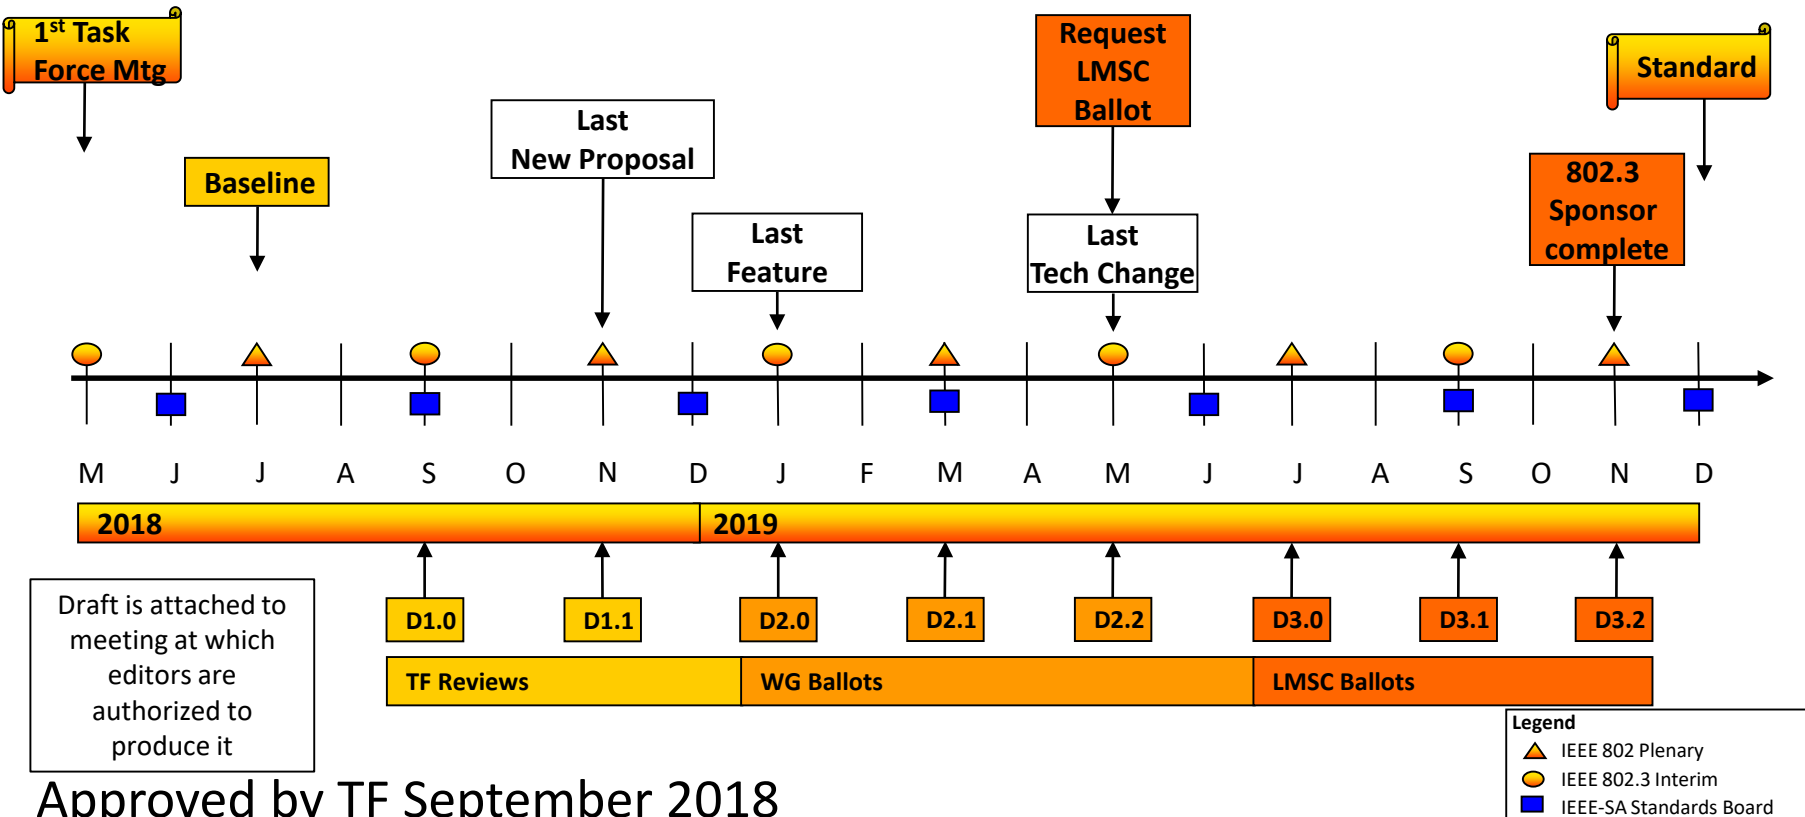 1st Task
Force Mtg
Request
LMSC
Ballot
Standard
Last
New Proposal
Baseline
802.3
Sponsor
complete
Last
Feature
Last
Tech Change
M J J A S O N D J F M A M J J A S O N D
2018
2019
D1.0
D1.1
D2.0
D2.1
D2.2
D3.0
D3.1
D3.2
Draft is attached to
meeting at which
editors are
authorized to
produce it
TF Reviews
WG Ballots
LMSC Ballots
Legend
IEEE 802 Plenary
IEEE 802.3 Interim
IEEE-SA Standards Board
Approved by TF September 2018